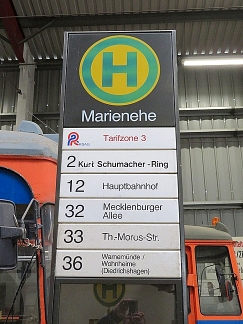 H
Marienehe
Tarifzone 3
2 Kurt Schumacher-Ring
12 Hauptbahnhof
32 Mecklenburger
Allee
33 Th.-Morus-Str.
36 Warnemünde /
Wohnheime
(Diedrichshagen)